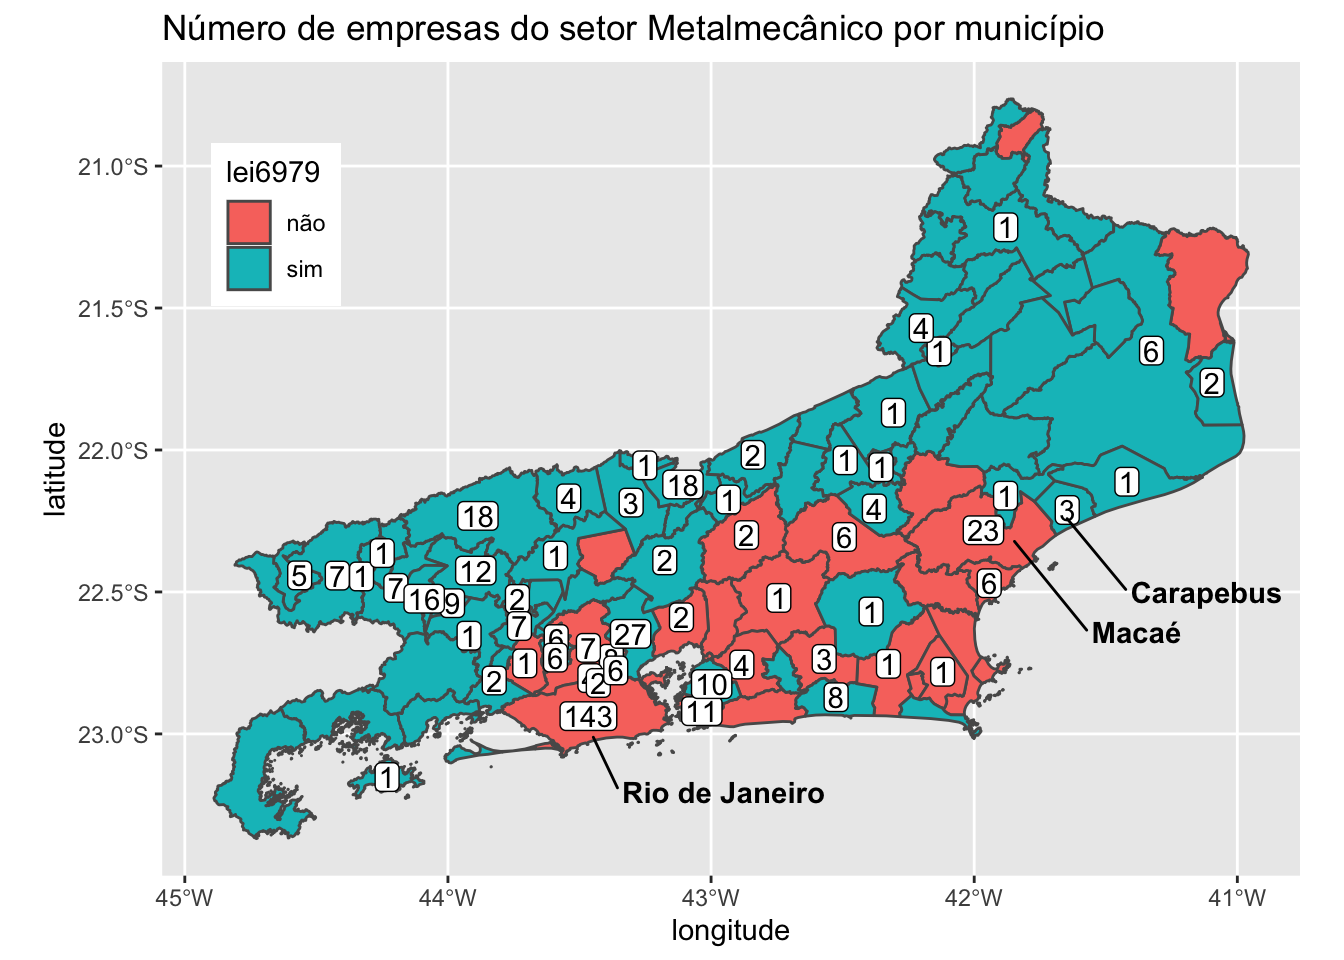 Número de empresas do setor Metalmecânico por município
lei6979
não
sim
21.0°S
21.5°S
22.0°S
22.5°S
23.0°S
latitude
1
4
1
6
2
1
2
1
1
1
18
1
4
3
1
1
3
18
4
23
2
6
1
1
2
12
5
7
1
6
7
16
9
2
1
1
Carapebus
2
7
27
Macaé
1
6
7
6
6
1
4
3
1
1
2
10
2
8
11
143
1
Rio de Janeiro
45°W
44°W
43°W
42°W
41°W
longitude